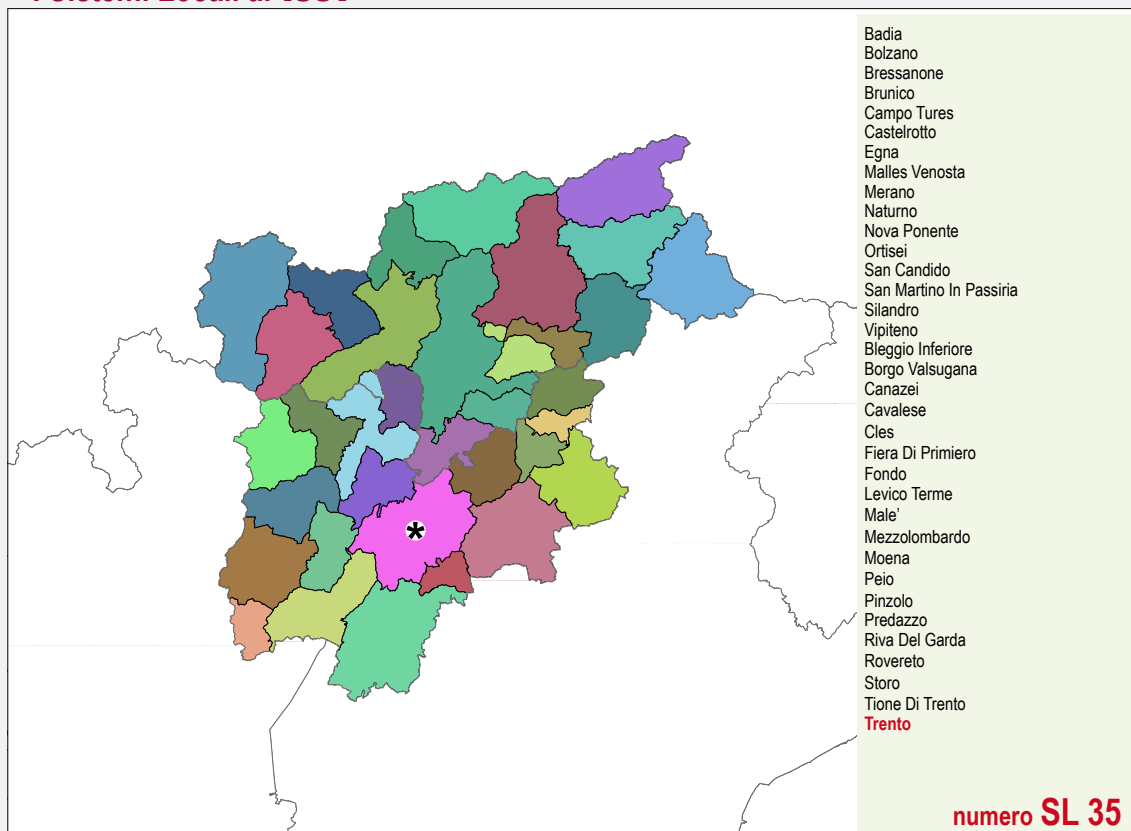 Badia
Bolzano
Bressanone
Brunico
Campo Tures
Castelrotto
Egna
Malles Venosta
Merano
Naturno
Nova Ponente
Ortisei
San Candido
San Martino In Passiria
Silandro
Vipiteno
Bleggio Inferiore
Borgo Valsugana
Canazei
Cavalese
Cles
Fiera Di Primiero
Fondo
Levico Terme
Male’
Mezzolombardo
Moena
Peio
Pinzolo
Predazzo
Riva Del Garda
Rovereto
Storo
Tione Di Trento
Trento
*
numero SL 35